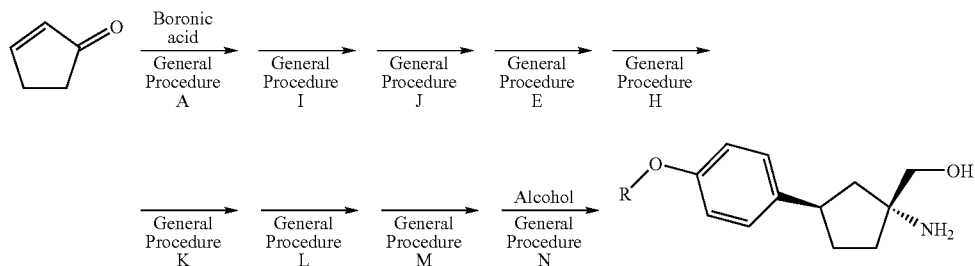 O
Boronic
acid
General
Procedure
A
General
Procedure
I
General
Procedure
J
General
Procedure
E
General
Procedure
H
General
Procedure
K
General
Procedure
L
General
Procedure
M
Alcohol
General
Procedure
N
R
O
OH
NH2